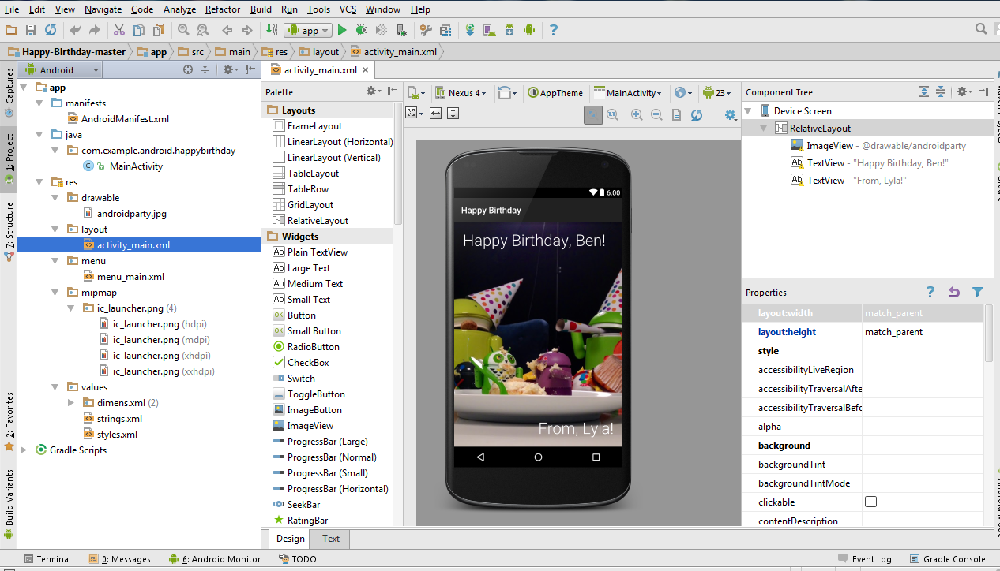 File Edit View Navigate Code Analyze Refactor Build Run Tools VCS Window Help
app
Happy-Birthday-master app src main res layout activity_main.xml
Captures
1: Project
7: Structure
2: Favorites
Build Variants
Android
app
manifests
AndroidManifest.xml
java
com.example.android.happybirthday
MainActivity
res
drawable
androidparty.jpg
layout
activity_main.xml
menu
menu_main.xml
mipmap
ic_launcher.png (4)
ic_launcher.png (hdpi)
ic_launcher.png (mdpi)
ic_launcher.png (xhdpi)
ic_launcher.png (xxhdpi)
values
dimens.xml (2)
strings.xml
styles.xml
Gradle Scripts
activity_main.xml
Palette
Layouts
FrameLayout
LinearLayout (Horizontal)
LinearLayout (Vertical)
TableLayout
TableRow
GridLayout
RelativeLayout
Widgets
Plain TextView
Large Text
Medium Text
Small Text
Button
Small Button
RadioButton
CheckBox
Switch
ToggleButton
ImageButton
ImageView
ProgressBar (Large)
ProgressBar (Normal)
ProgressBar (Small)
ProgressBar (Horizontal)
SeekBar
RatingBar
Design Text
Nexus 4 AppTheme MainActivity 23
6:00
Happy Birthday
Happy Birthday, Ben!
From, Lyla!
Component Tree
Device Screen
RelativeLayout
ImageView - @drawable/androidparty
TextView - "Happy Birthday, Ben!"
TextView - "From, Lyla!"
Properties
layout:width match_parent
layout:height match_parent
style
accessibilityLiveRegion
accessibilityTraversalAfte
accessibilityTraversalBefo
alpha
background
backgroundTint
backgroundTintMode
clickable
contentDescription
Terminal 0: Messages 6: Android Monitor TODO Event Log Gradle Console